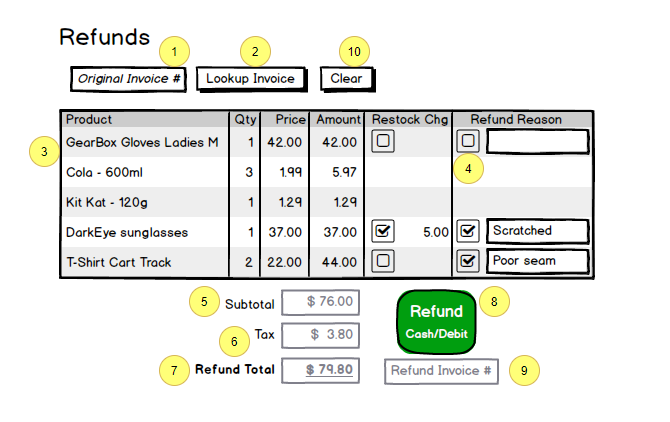 Refunds
1 2 10
Original Invoice # Lookup Invoice Clear
Product Qty Price Amount Restock Chg Refund Reason
GearBox Gloves Ladies M 1 42.00 42.00
3
Cola - 600ml 3 1.99 5.97
4
Kit Kat - 120g 1 1.29 1.29
DarkEye sunglasses 1 37.00 37.00 5.00 Scratched
T-Shirt Cart Track 2 22.00 44.00 Poor seam
5 Subtotal $ 76.00 8
Refund
6 Tax $ 3.80 Cash/Debit
7 Refund Total $ 79.80 Refund Invoice # 9